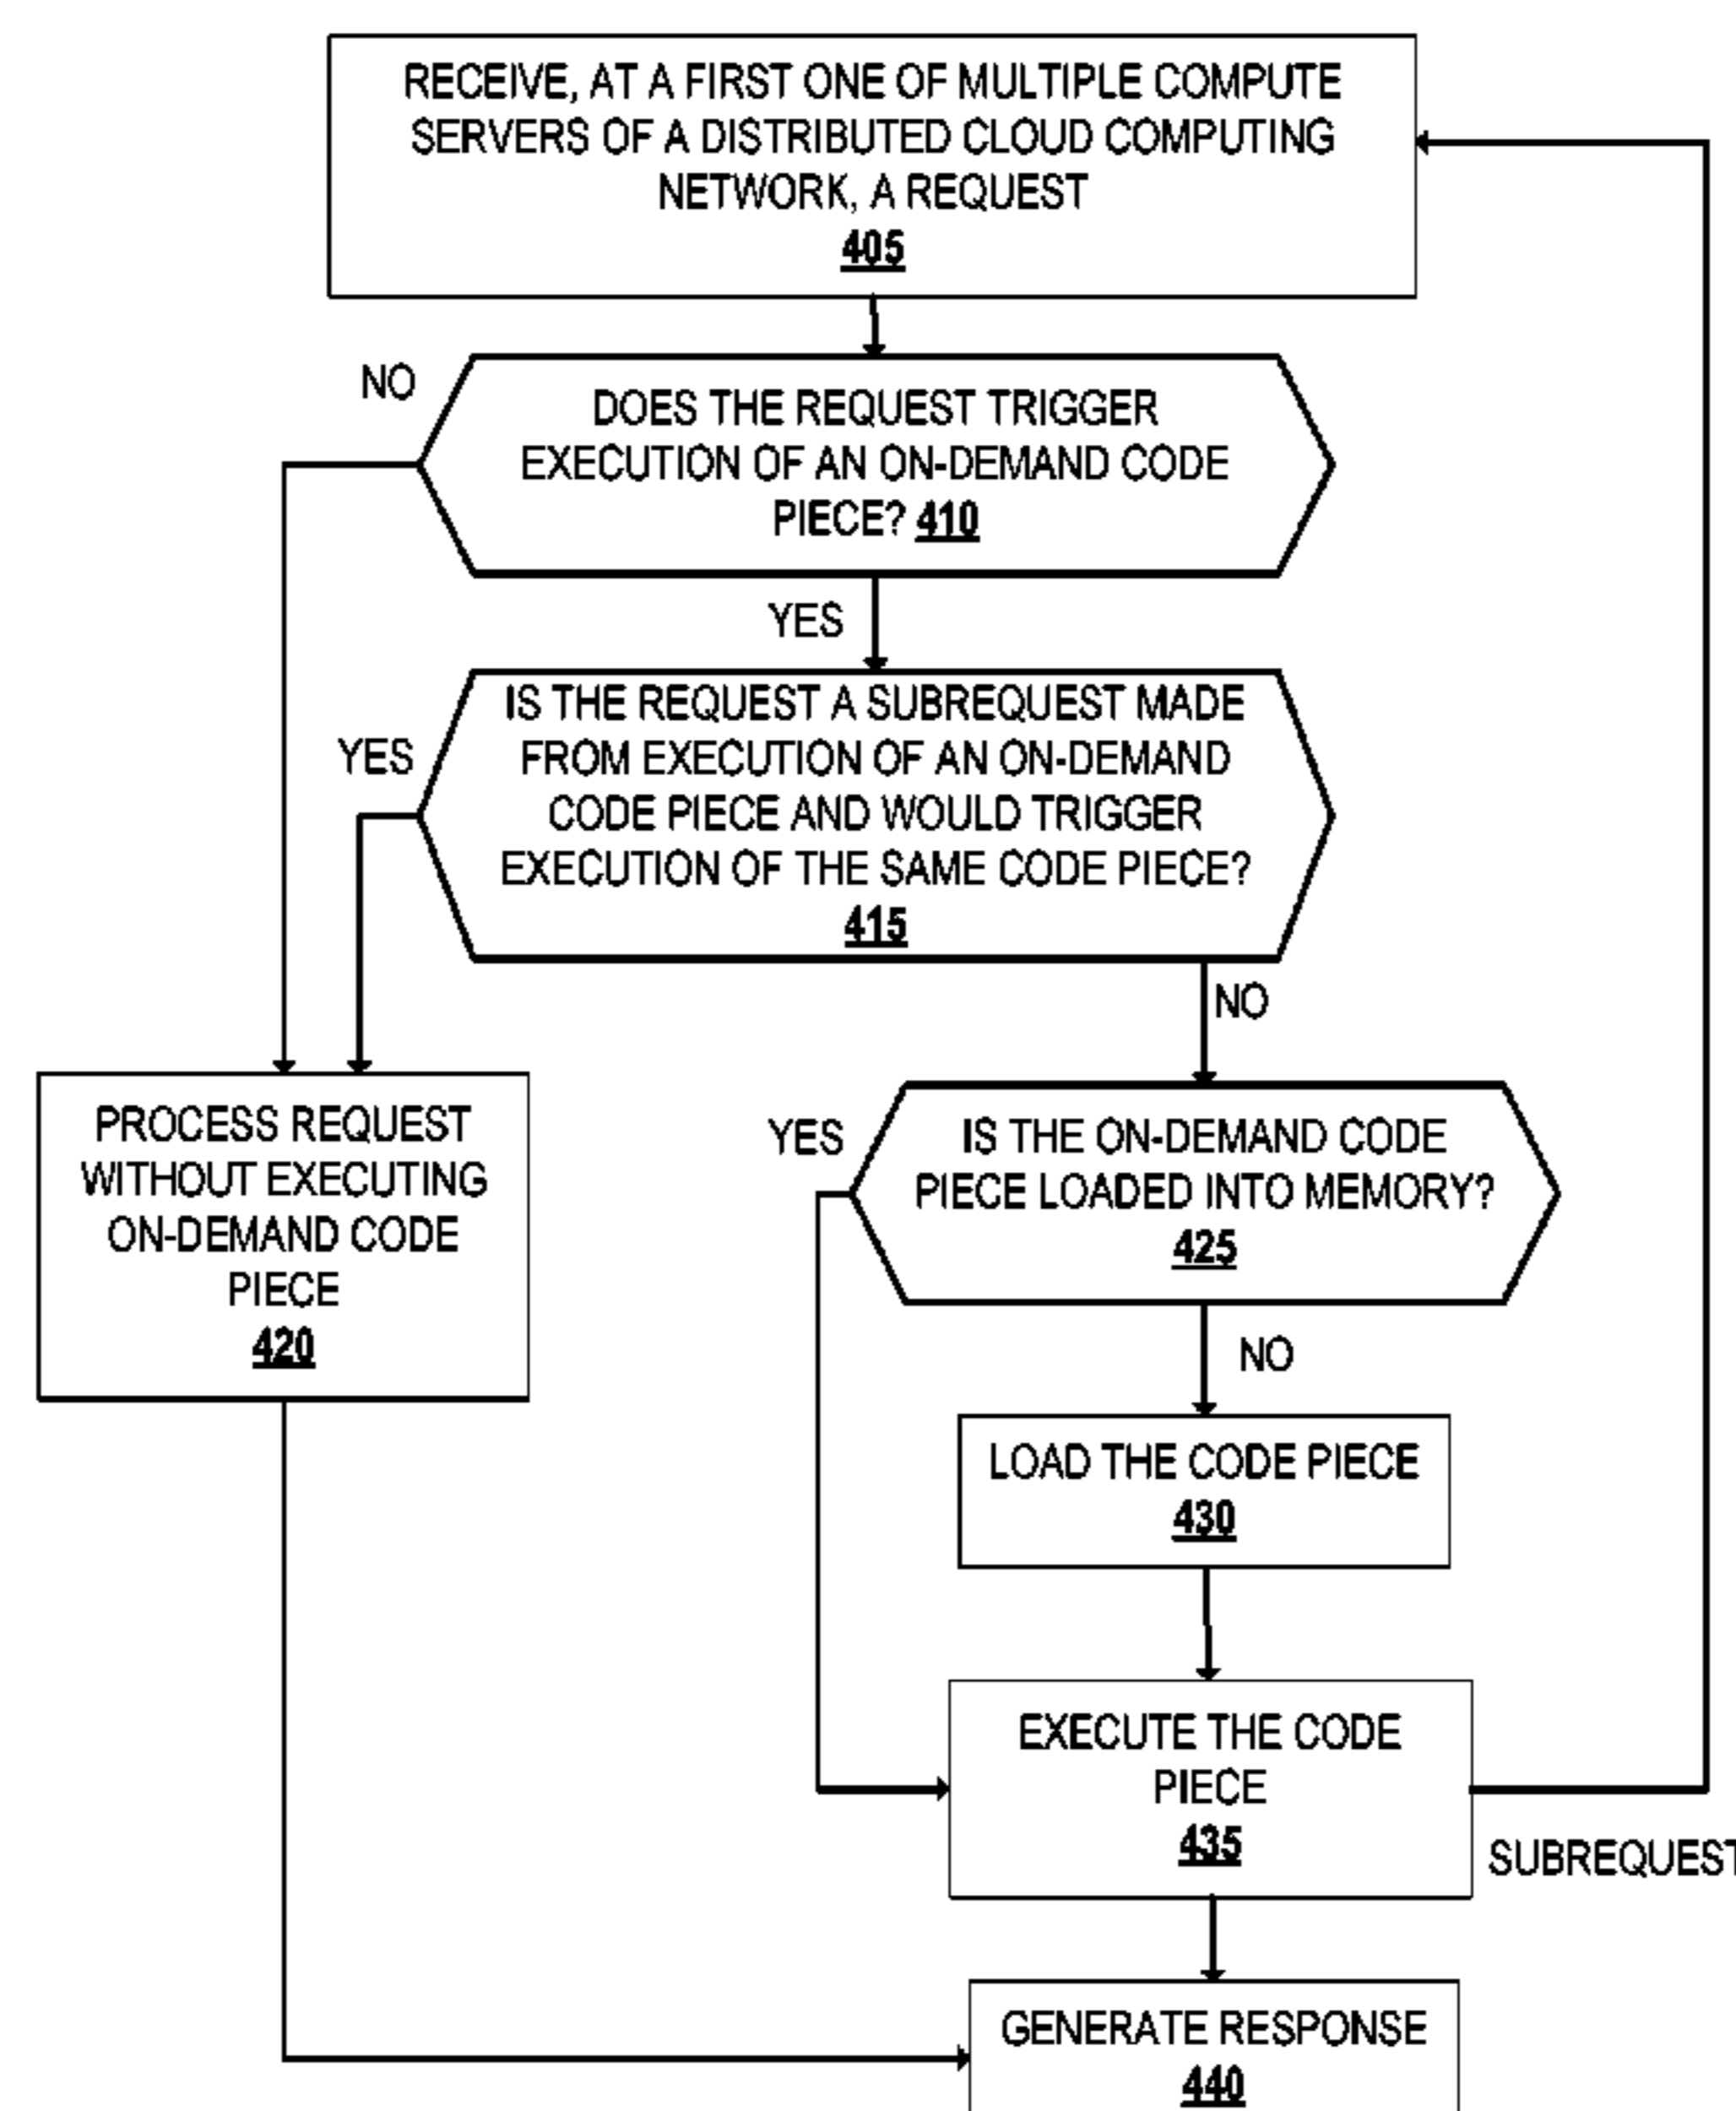 RECEIVE, AT A FIRST ONE OF MULTIPLE COMPUTE
SERVERS OF A DISTRIBUTED CLOUD COMPUTING
NETWORK, A REQUEST
405
NO
DOES THE REQUEST TRIGGER
EXECUTION OF AN ON-DEMAND CODE
PIECE? 410
YES
IS THE REQUEST A SUBREQUEST MADE
FROM EXECUTION OF AN ON-DEMAND
CODE PIECE AND WOULD TRIGGER
EXECUTION OF THE SAME CODE PIECE?
415
YES
NO
PROCESS REQUEST
WITHOUT EXECUTING
ON-DEMAND CODE
PIECE
420
YES
IS THE ON-DEMAND CODE
PIECE LOADED INTO MEMORY?
425
NO
LOAD THE CODE PIECE
430
EXECUTE THE CODE
PIECE
435
SUBREQUEST
GENERATE RESPONSE
440